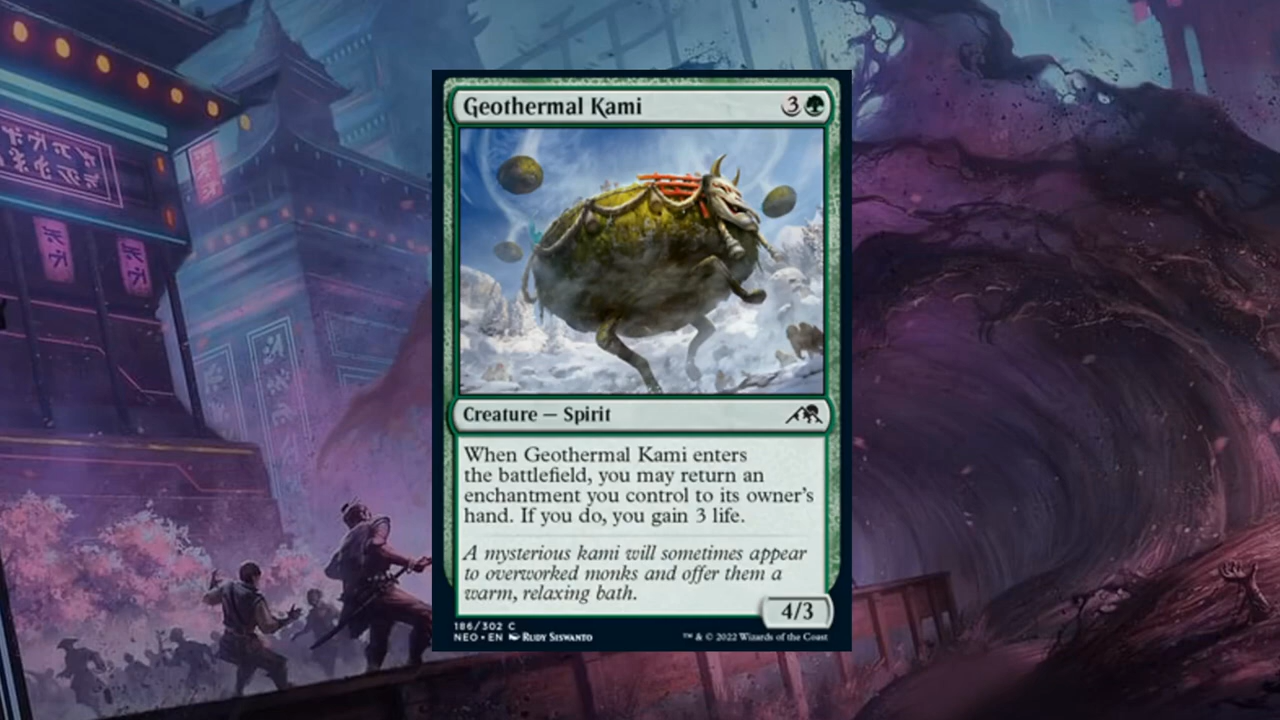 Geothermal Kami 3
Creature — Spirit
When Geothermal Kami enters
the battlefield, you may return an
enchantment you control to its owner's
hand. If you do, you gain 3 life.
A mysterious kami will sometimes appear
to overworked monks and offer them a
warm, relaxing bath.
4/3
186/302 C
NEO • EN Rudy Siswanto
™ & © 2022 Wizards of the Coast